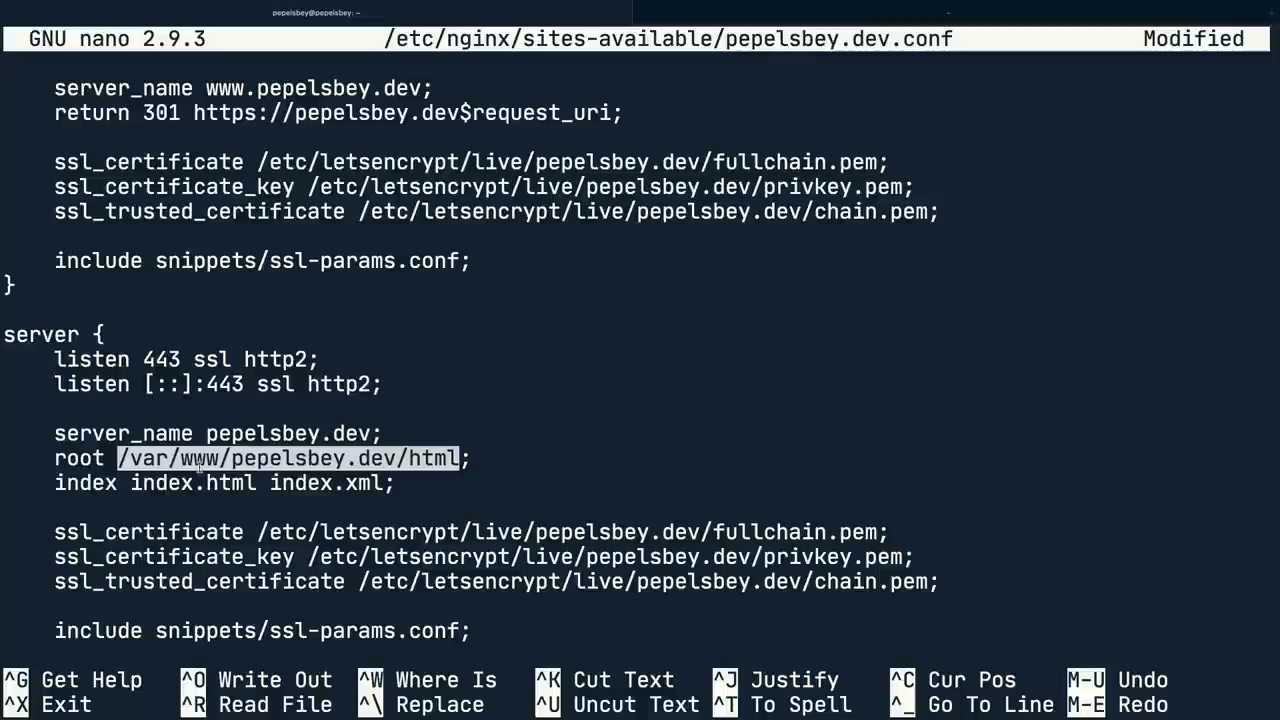 pepelsbey@pepelsbey: ~
~
GNU nano 2.9.3 /etc/nginx/sites-available/pepelsbey.dev.conf Modified
server_name www.pepelsbey.dev;
return 301 https://pepelsbey.dev$request_uri;
ssl_certificate /etc/letsencrypt/live/pepelsbey.dev/fullchain.pem;
ssl_certificate_key /etc/letsencrypt/live/pepelsbey.dev/privkey.pem;
ssl_trusted_certificate /etc/letsencrypt/live/pepelsbey.dev/chain.pem;
include snippets/ssl-params.conf;
}
server {
listen 443 ssl http2;
listen [::]:443 ssl http2;
server_name pepelsbey.dev;
root /var/www/pepelsbey.dev/html;
index index.html index.xml;
ssl_certificate /etc/letsencrypt/live/pepelsbey.dev/fullchain.pem;
ssl_certificate_key /etc/letsencrypt/live/pepelsbey.dev/privkey.pem;
ssl_trusted_certificate /etc/letsencrypt/live/pepelsbey.dev/chain.pem;
include snippets/ssl-params.conf;
^G Get Help ^O Write Out ^W Where Is ^K Cut Text ^J Justify ^C Cur Pos M-U Undo
^X Exit ^R Read File ^\ Replace ^U Uncut Text ^T To Spell ^_ Go To Line M-E Redo